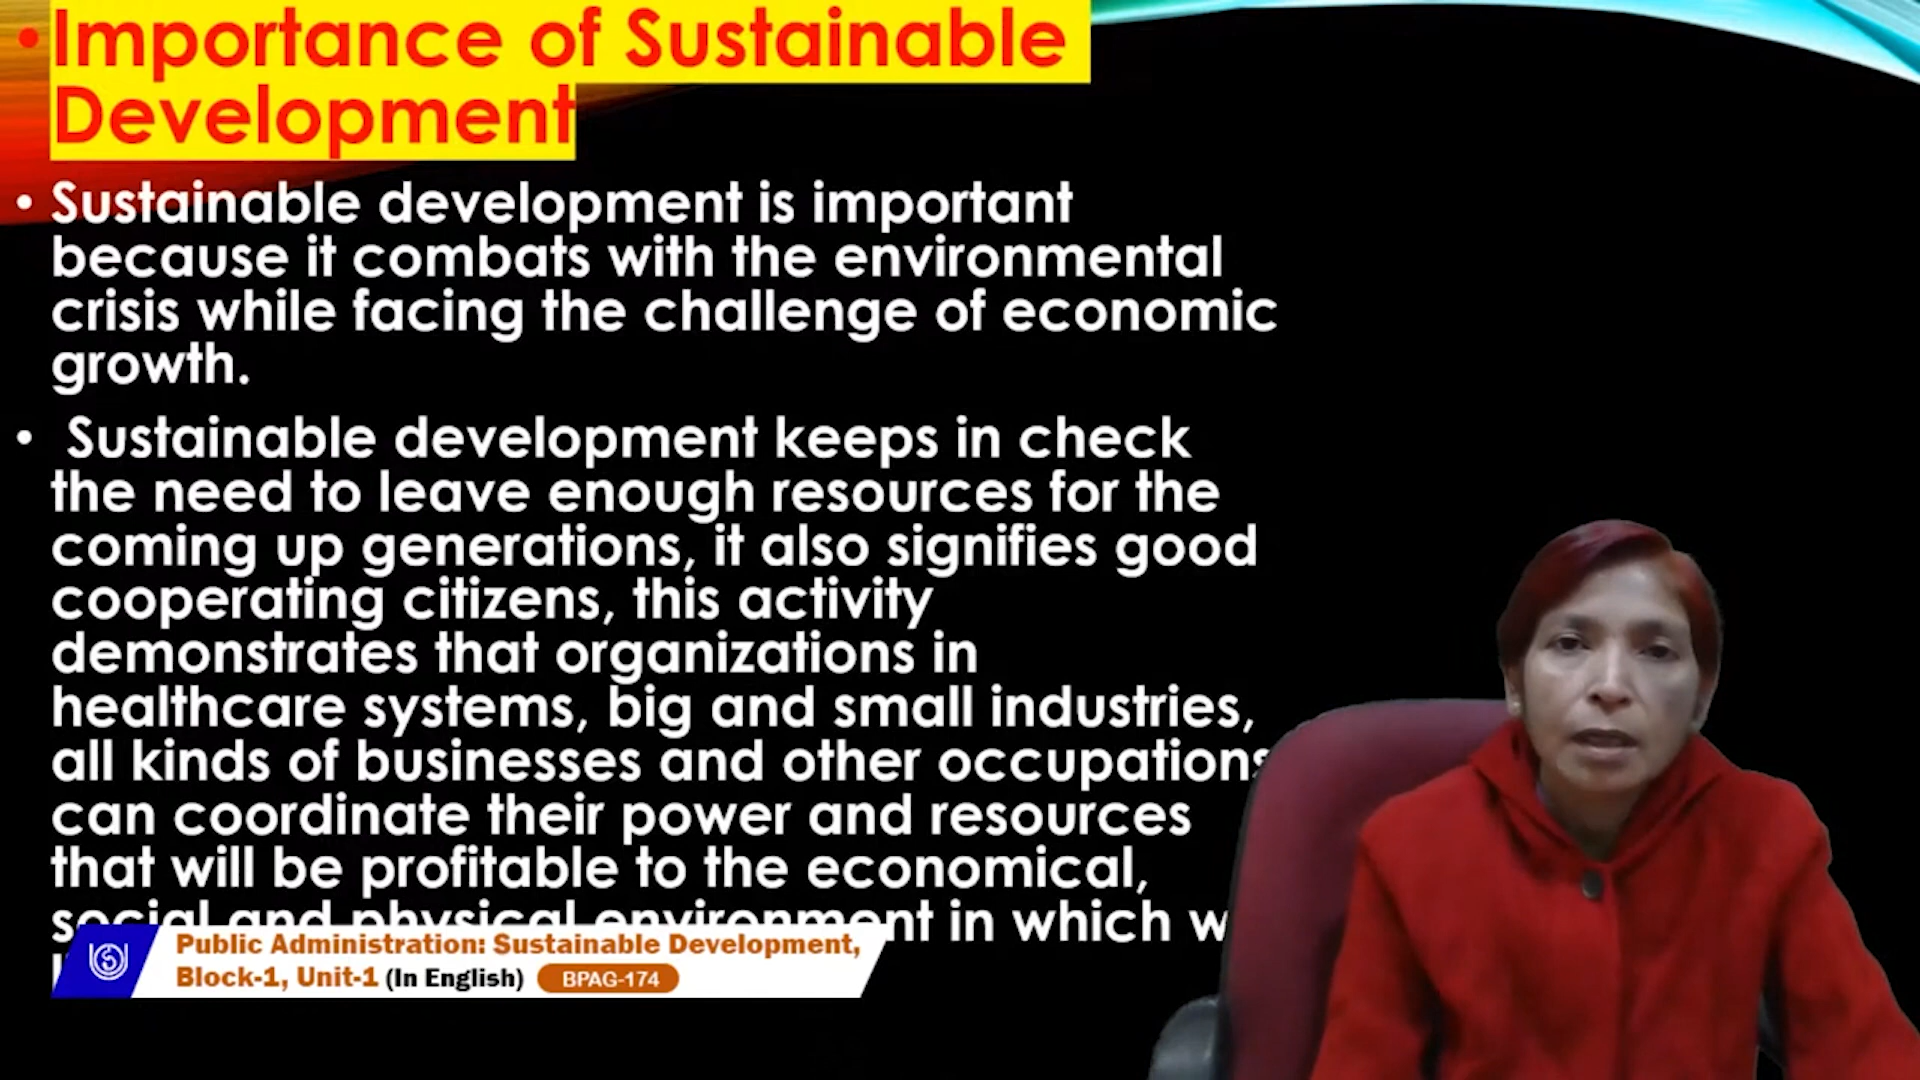 • Importance of Sustainable
Development
• Sustainable development is important
because it combats with the environmental
crisis while facing the challenge of economic
growth.
• Sustainable development keeps in check
the need to leave enough resources for the
coming up generations, it also signifies good
cooperating citizens, this activity
demonstrates that organizations in
healthcare systems, big and small industries,
all kinds of businesses and other occupations
can coordinate their power and resources
that will be profitable to the economical,
social and physical environment in which
Public Administration: Sustainable Development,
Block-1, Unit-1 (In English) BPAG-174